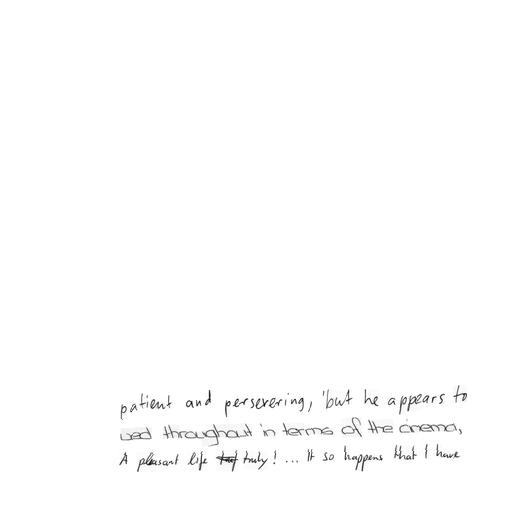 patient and persevering, 'but he appears to
ved throughout in terms of the cinema,
A pleasant life truly! ... It so happens that I have